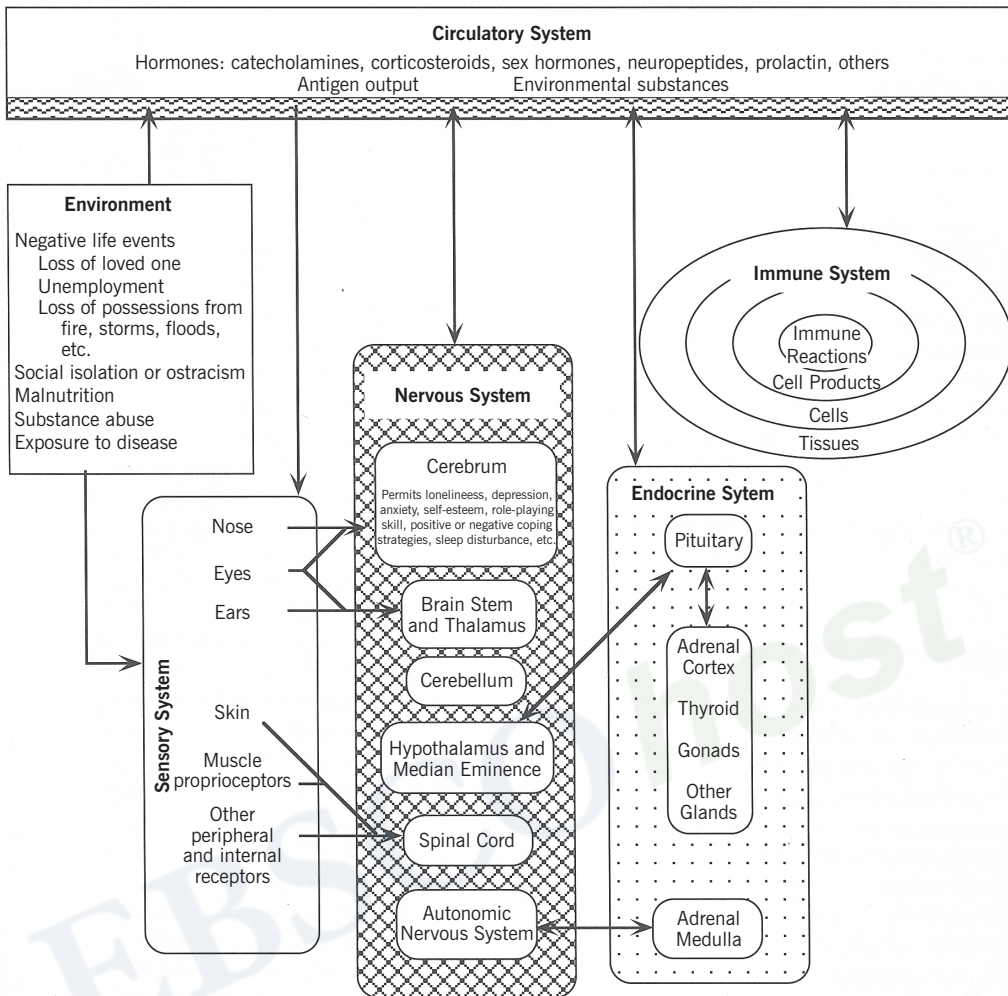 Circulatory System
Hormones: catecholamines, corticosteroids, sex hormones, neuropeptides, prolactin, others
Antigen output Environmental substances
Environment
Negative life events
Loss of loved one
Unemployment
Loss of possessions from
fire, storms, floods,
etc.
Social isolation or ostracism
Malnutrition
Substance abuse
Exposure to disease
Immune System
Immune
Reactions
Cell Products
Cells
Tissues
Sensory System
Nose
Eyes
Ears
Skin
Muscle
proprioceptors
Other
peripheral
and internal
receptors
Nervous System
Cerebrum
Permits lonelineess, depression,
anxiety, self-esteem, role-playing
skill, positive or negative coping
strategies, sleep disturbance, etc.
Brain Stem
and Thalamus
Cerebellum
Hypothalamus and
Median Eminence
Spinal Cord
Autonomic
Nervous System
Endocrine Sytem
Pituitary
Adrenal
Cortex
Thyroid
Gonads
Other
Glands
Adrenal
Medulla
EBSCOhost®